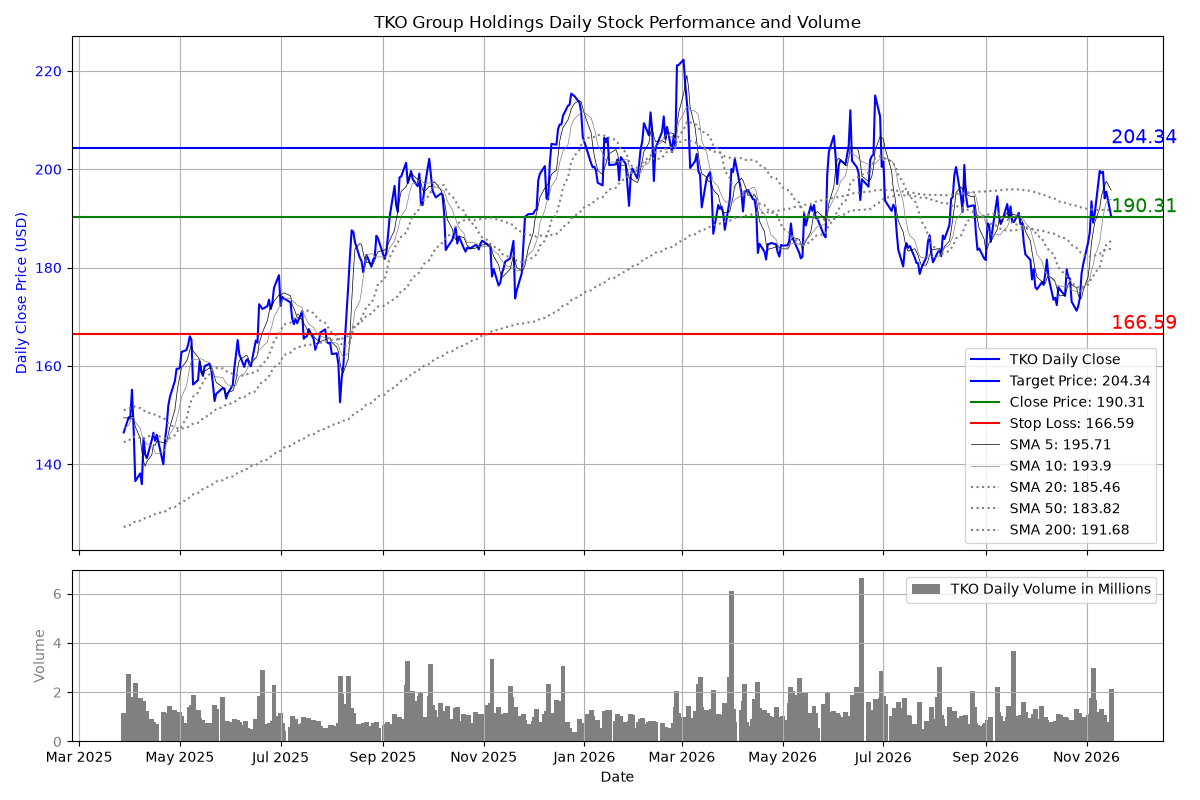 TKO Group Holdings Daily Stock Performance and Volume
Daily Close Price (USD)
220
200
180
160
140
204.34
190.31
166.59
TKO Daily Close
Target Price: 204.34
Close Price: 190.31
Stop Loss: 166.59
SMA 5: 195.71
SMA 10: 193.9
SMA 20: 185.46
SMA 50: 183.82
SMA 200: 191.68
Volume
6
4
2
0
TKO Daily Volume in Millions
Mar 2025 May 2025 Jul 2025 Sep 2025 Nov 2025 Jan 2026 Mar 2026 May 2026 Jul 2026 Sep 2026 Nov 2026
Date